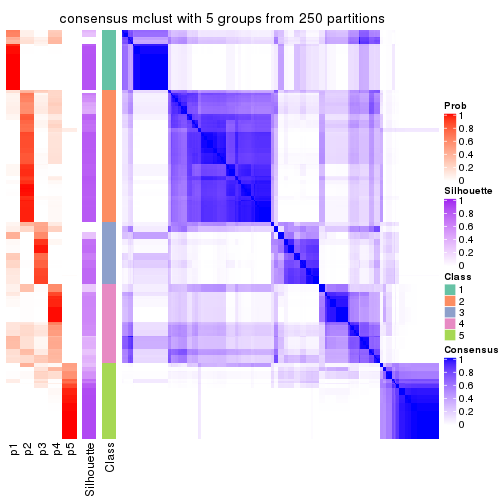 consensus mclust with 5 groups from 250 partitions
Prob
1
0.8
0.6
0.4
0.2
0
Silhouette
1
0.8
0.6
0.4
0.2
0
Class
1
2
3
4
5
Consensus
1
0.8
0.6
0.4
0.2
0
p1
p2
p3
p4
p5
Silhouette
Class